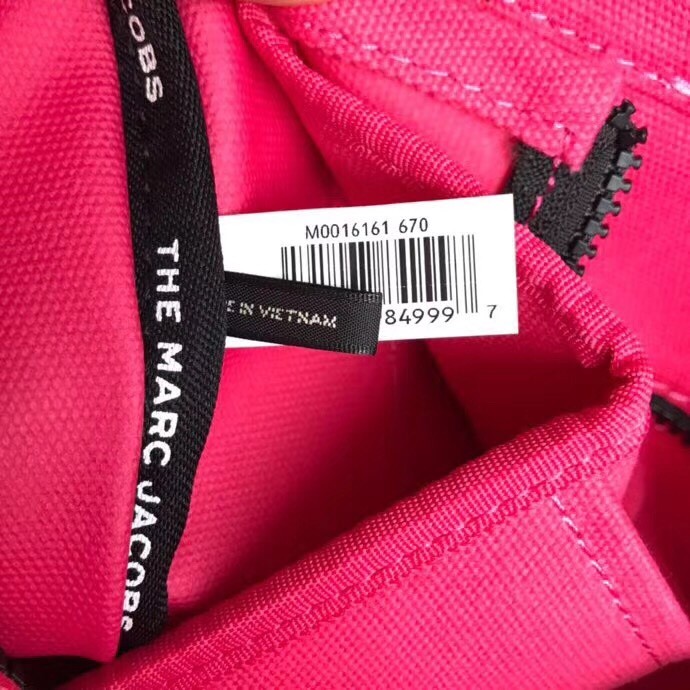 COBS
THE MARC JACOBS
M0016161 670
E IN VIETNAM
84999 7